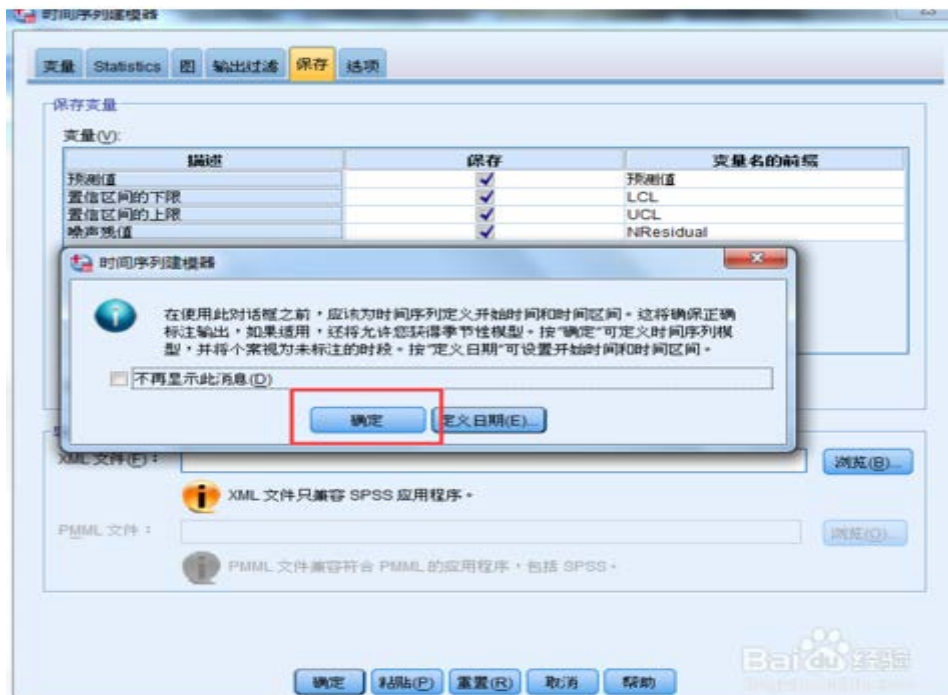 时间序列建模器
变量 Statistics 图 输出过滤 保存 选项
保存变量
变量(V):
描述 保存 变量名的前缀
预测值 预测值
置信区间的下限 LCL
置信区间的上限 UCL
噪声残值 NResidual
时间序列建模器
在使用此对话框之前，应该为时间序列定义开始时间和时间区间。这将确保正确
标注输出，如果适用，还将允许您获得季节性模型。按“确定”可定义时间序列模
型，并将个案视为未标注的时段。按“定义日期”可设置开始时间和时间区间。
不再显示此消息(D)
确定 定义日期(E)...
XML 文件(F)： 浏览(B)...
XML 文件只兼容 SPSS 应用程序。
PMML 文件： 浏览(O)...
PMML 文件兼容符合 PMML 的应用程序，包括 SPSS。
确定 粘贴(P) 重置(R) 取消 帮助
Baidu 经验